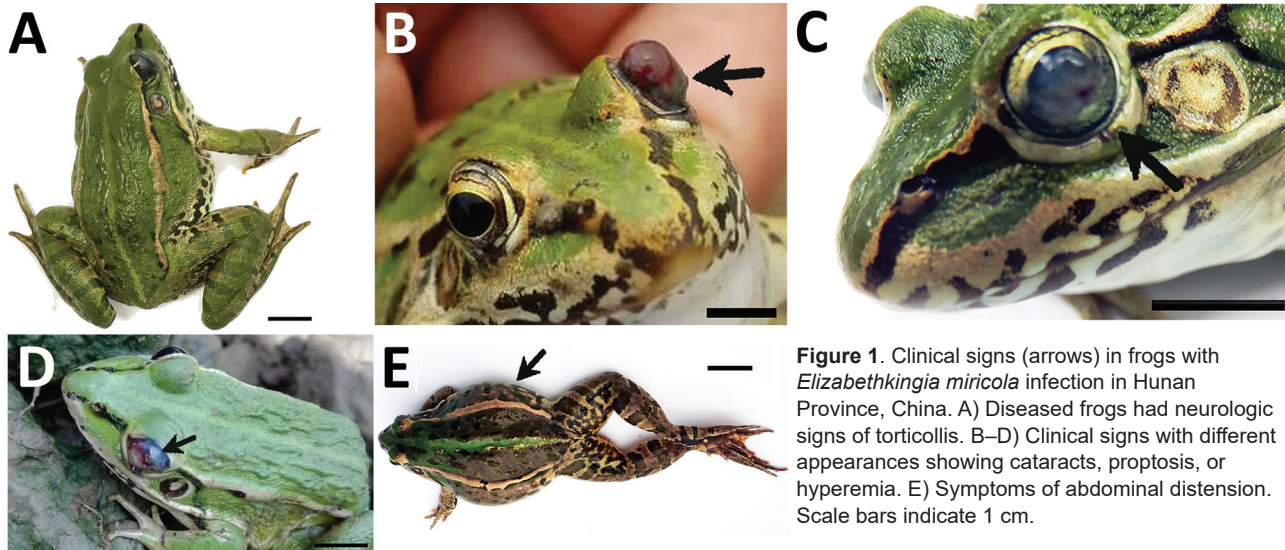 A
B
C
D
E
Figure 1. Clinical signs (arrows) in frogs with
Elizabethkingia miricola infection in Hunan
Province, China. A) Diseased frogs had neurologic
signs of torticollis. B–D) Clinical signs with different
appearances showing cataracts, proptosis, or
hyperemia. E) Symptoms of abdominal distension.
Scale bars indicate 1 cm.